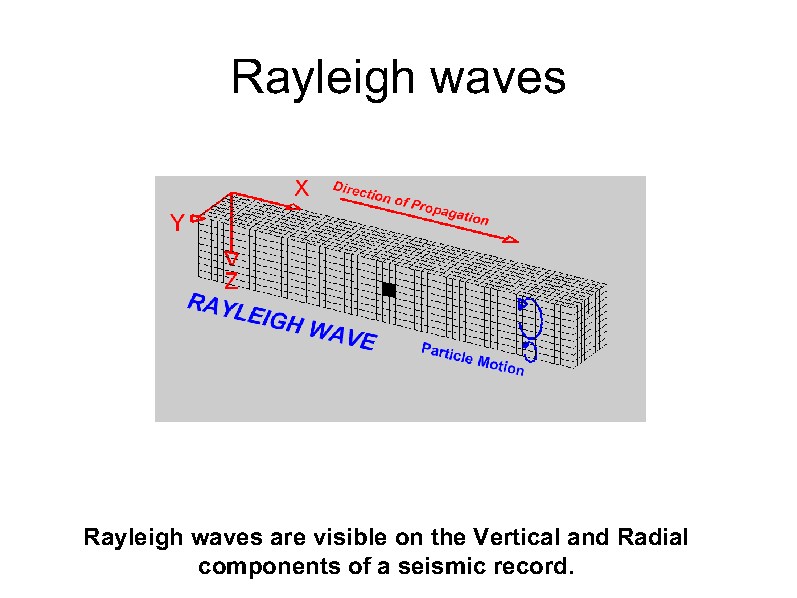 Rayleigh waves
X
Direction of Propagation
Y
Z
RAYLEIGH WAVE
Particle Motion
Rayleigh waves are visible on the Vertical and Radial
components of a seismic record.